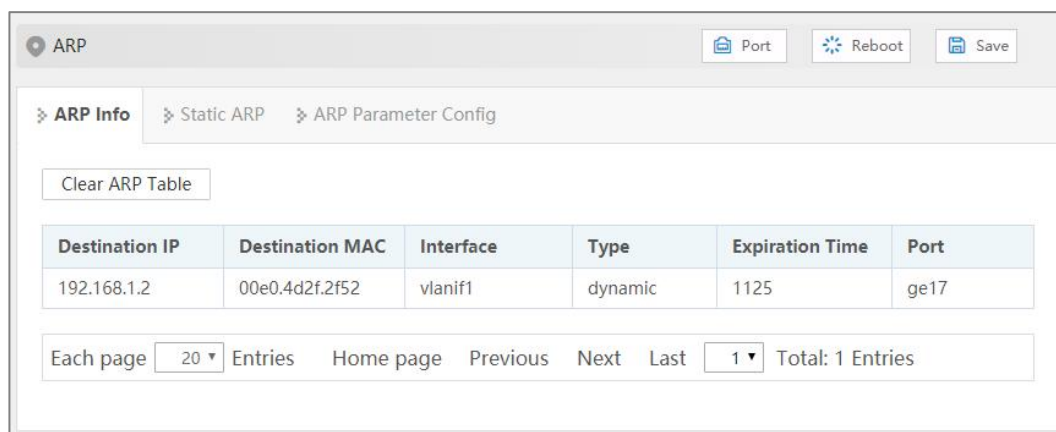 ARP Port Reboot Save
ARP Info Static ARP ARP Parameter Config
Clear ARP Table
Destination IP Destination MAC Interface Type Expiration Time Port
192.168.1.2 00e0.4d2f.2f52 vlanif1 dynamic 1125 ge17
Each page 20 Entries Home page Previous Next Last 1 Total: 1 Entries